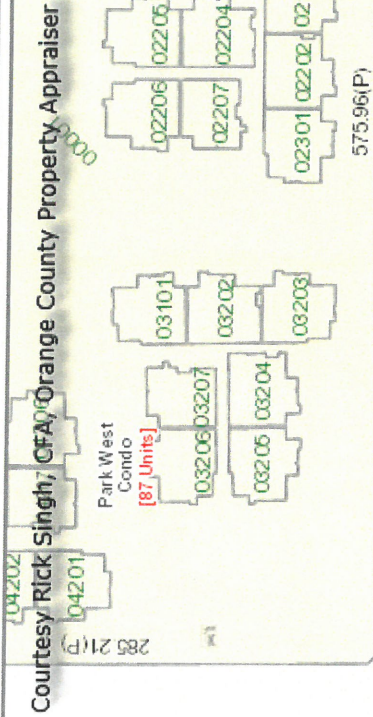 Courtesy Rick Singh, CFA, Orange County Property Appraiser
02205
02204
02206
02207
02202
02301
575.96(P)
03101
03202
03203
Park West
Condo
[87 Units]
03206
03207
03205
03204
04202
04201
285.21(P)